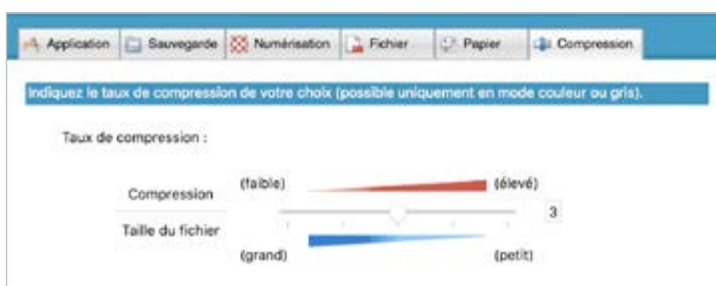 Application Sauvegarde Numérisation Fichier Papier Compression
Indiquez le taux de compression de votre choix (possible uniquement en mode couleur ou gris).
Taux de compression :
(faible) (élevé)
Compression
3
Taille du fichier
(grand) (petit)